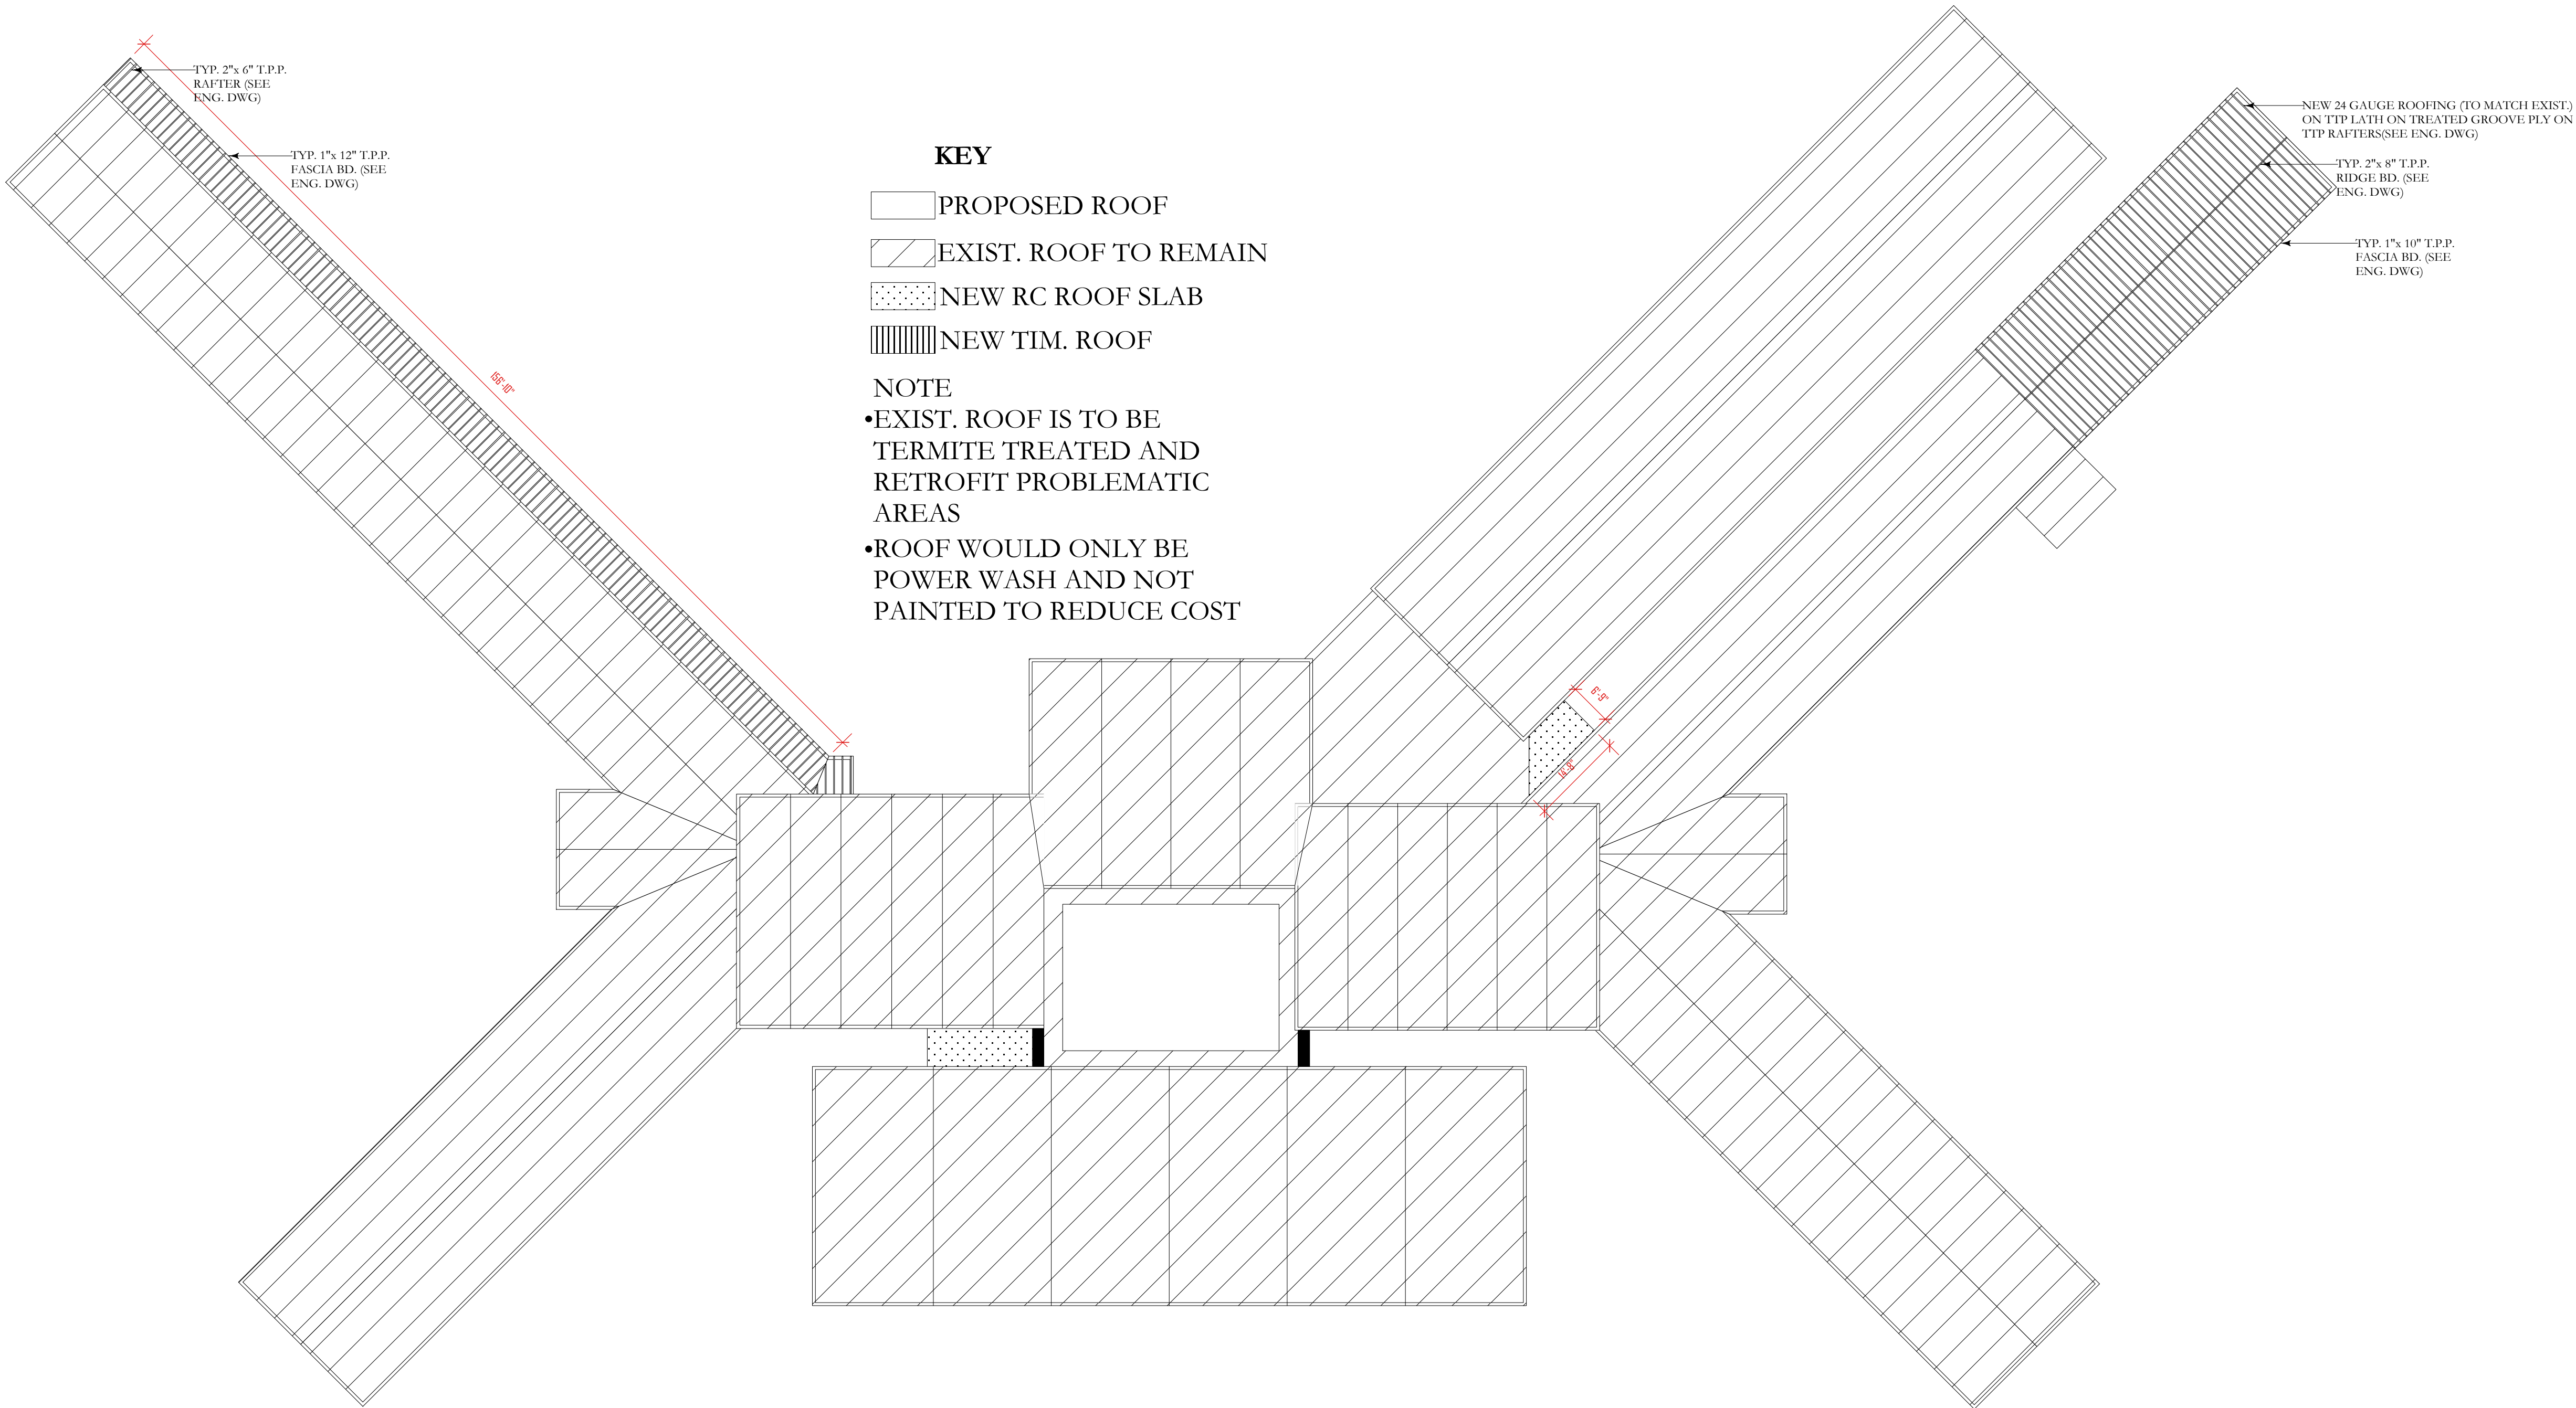 TYP. 2"x 6" T.P.P.
RAFTER (SEE
ENG. DWG)
TYP. 1"x 12" T.P.P.
FASCIA BD. (SEE
ENG. DWG)
156'-10"
KEY
PROPOSED ROOF
EXIST. ROOF TO REMAIN
NEW RC ROOF SLAB
NEW TIM. ROOF
NOTE
•EXIST. ROOF IS TO BE
TERMITE TREATED AND
RETROFIT PROBLEMATIC
AREAS
•ROOF WOULD ONLY BE
POWER WASH AND NOT
PAINTED TO REDUCE COST
NEW 24 GAUGE ROOFING (TO MATCH EXIST.)
ON TTP LATH ON TREATED GROOVE PLY ON
TTP RAFTERS(SEE ENG. DWG)
TYP. 2"x 8" T.P.P.
RIDGE BD. (SEE
ENG. DWG)
TYP. 1"x 10" T.P.P.
FASCIA BD. (SEE
ENG. DWG)
6'-9"
14'-8"